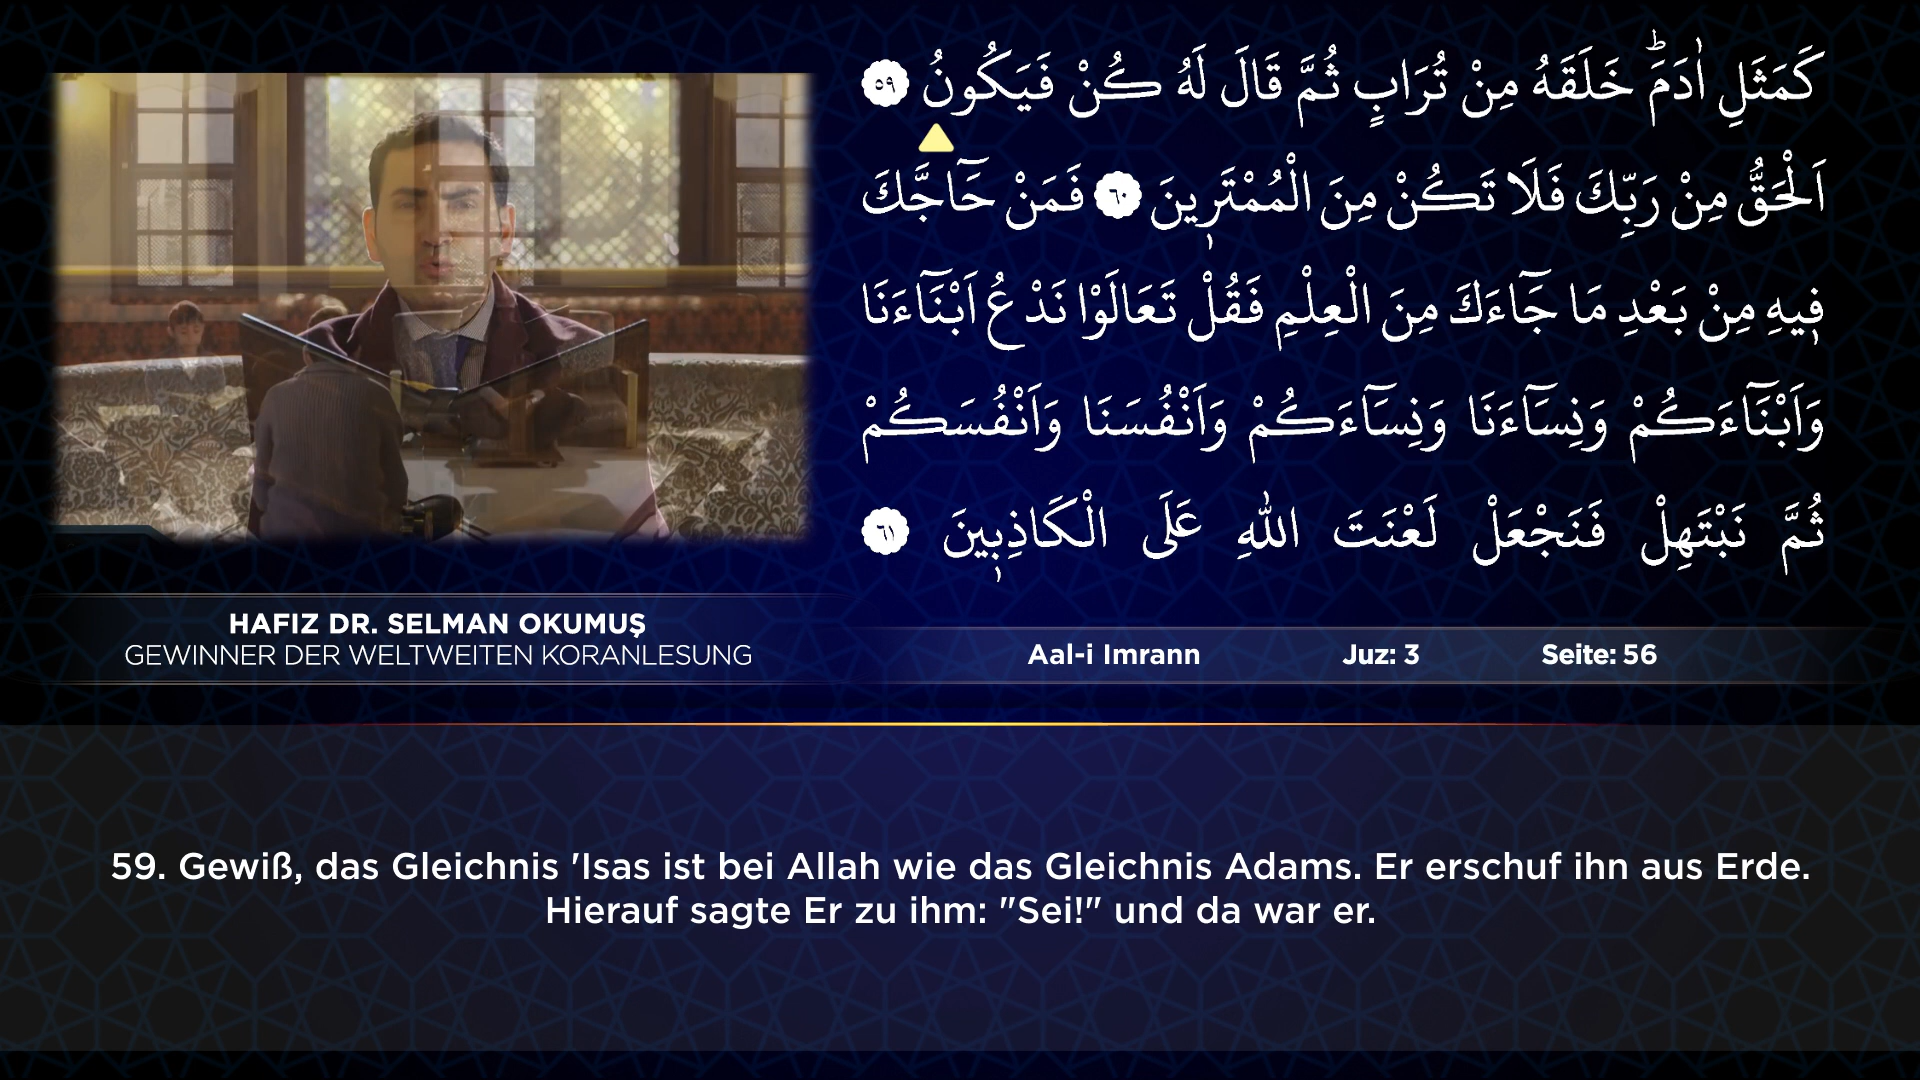 كَمَثَلِ اٰدَمَۜ خَلَقَهُ مِنْ تُرَابٍ ثُمَّ قَالَ لَهُ كُنْ فَيَكُونُ ٥٩
اَلْحَقُّ مِنْ رَبِّكَ فَلَا تَكُنْ مِنَ الْمُمْتَر۪ينَ ٦٠ فَمَنْ حَٓاجَّكَ
ف۪يهِ مِنْ بَعْدِ مَا جَٓاءَكَ مِنَ الْعِلْمِ فَقُلْ تَعَالَوْا نَدْعُ اَبْنَٓاءَنَا
وَاَبْنَٓاءَكُمْ وَنِسَٓاءَنَا وَنِسَٓاءَكُمْ وَاَنْفُسَنَا وَاَنْفُسَكُمْ
ثُمَّ نَبْتَهِلْ فَنَجْعَلْ لَعْنَتَ اللّٰهِ عَلَى الْكَاذِب۪ينَ ٦١
HAFIZ DR. SELMAN OKUMUŞ
GEWINNER DER WELTWEITEN KORANLESUNG
Aal-i Imrann Juz: 3 Seite: 56
59. Gewiß, das Gleichnis 'Isas ist bei Allah wie das Gleichnis Adams. Er erschuf ihn aus Erde.
Hierauf sagte Er zu ihm: "Sei!" und da war er.